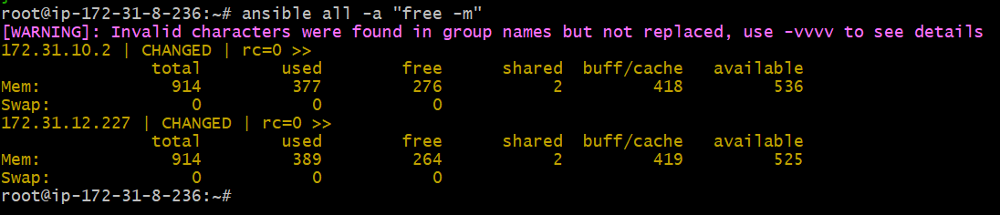 root@ip-172-31-8-236:~# ansible all -a "free -m"
[WARNING]: Invalid characters were found in group names but not replaced, use -vvvv to see details
172.31.10.2 | CHANGED | rc=0 >>
               total        used        free      shared  buff/cache   available
Mem:             914         377         276           2         418         536
Swap:              0           0           0
172.31.12.227 | CHANGED | rc=0 >>
               total        used        free      shared  buff/cache   available
Mem:             914         389         264           2         419         525
Swap:              0           0           0
root@ip-172-31-8-236:~#